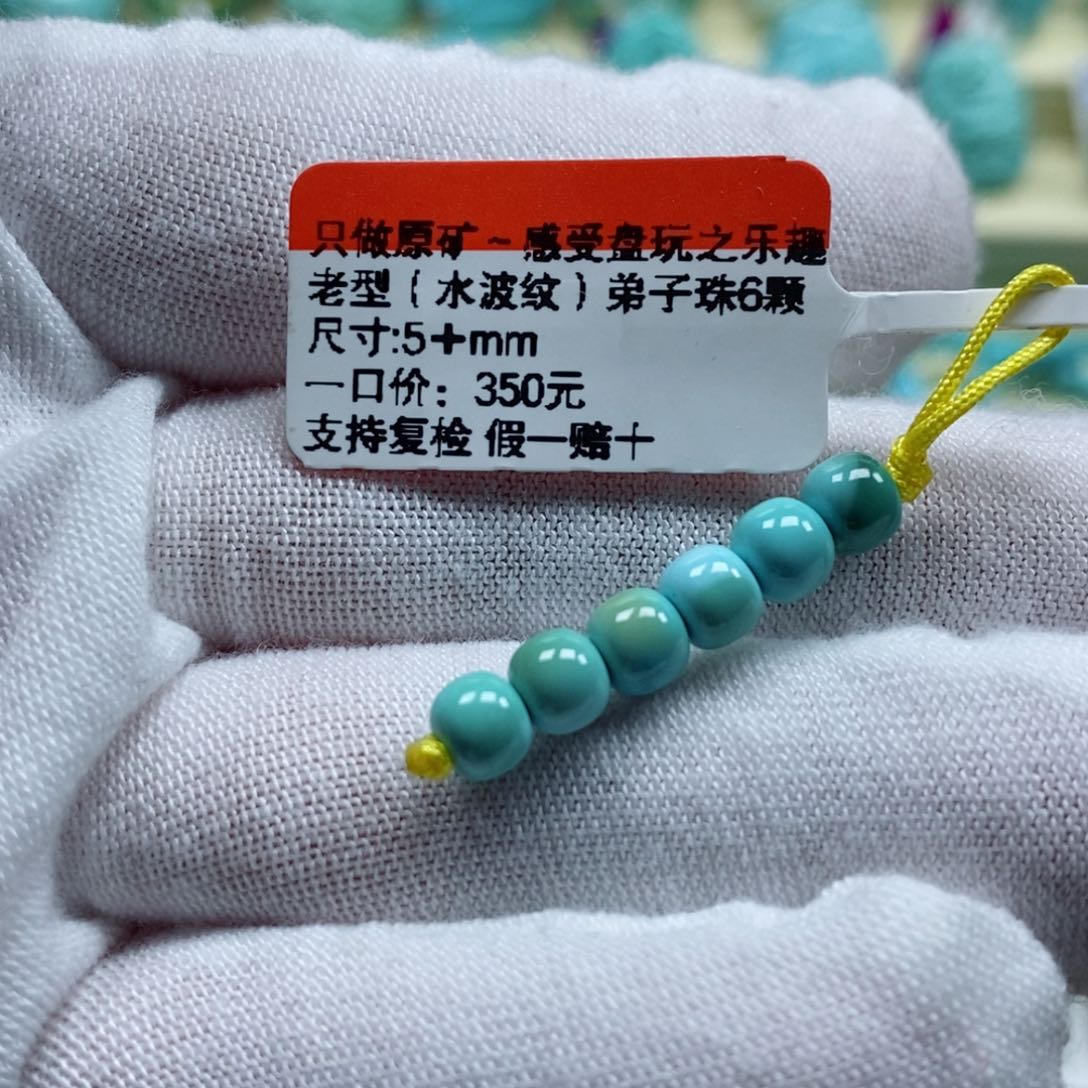 只做原矿～感受盘玩之乐趣
老型{水波纹}弟子珠6颗
尺寸:5+mm
一口价：350元
支持复检 假一赔十